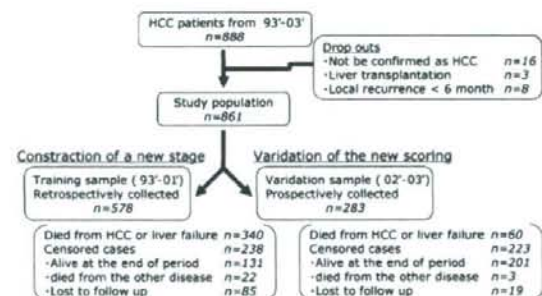 HCC patients from 93'-03'
n=888
Drop outs
·Not be confirmed as HCC n=16
·Liver transplantation n=3
·Local recurrence < 6 month n=8
Study population
n=861
Constraction of a new stage
Training sample ( 93'-01')
Retrospectively collected
n=578
Died from HCC or liver failure n=340
Censored cases n=238
·Alive at the end of period n=131
·died from the other disease n=22
·Lost to follow up n=85
Varidation of the new scoring
Varidation sample ( 02'-03')
Prospectively collected
n=283
Died from HCC or liver failure n=60
Censored cases n=223
·Alive at the end of period n=201
·died from the other disease n=3
·Lost to follow up n=19